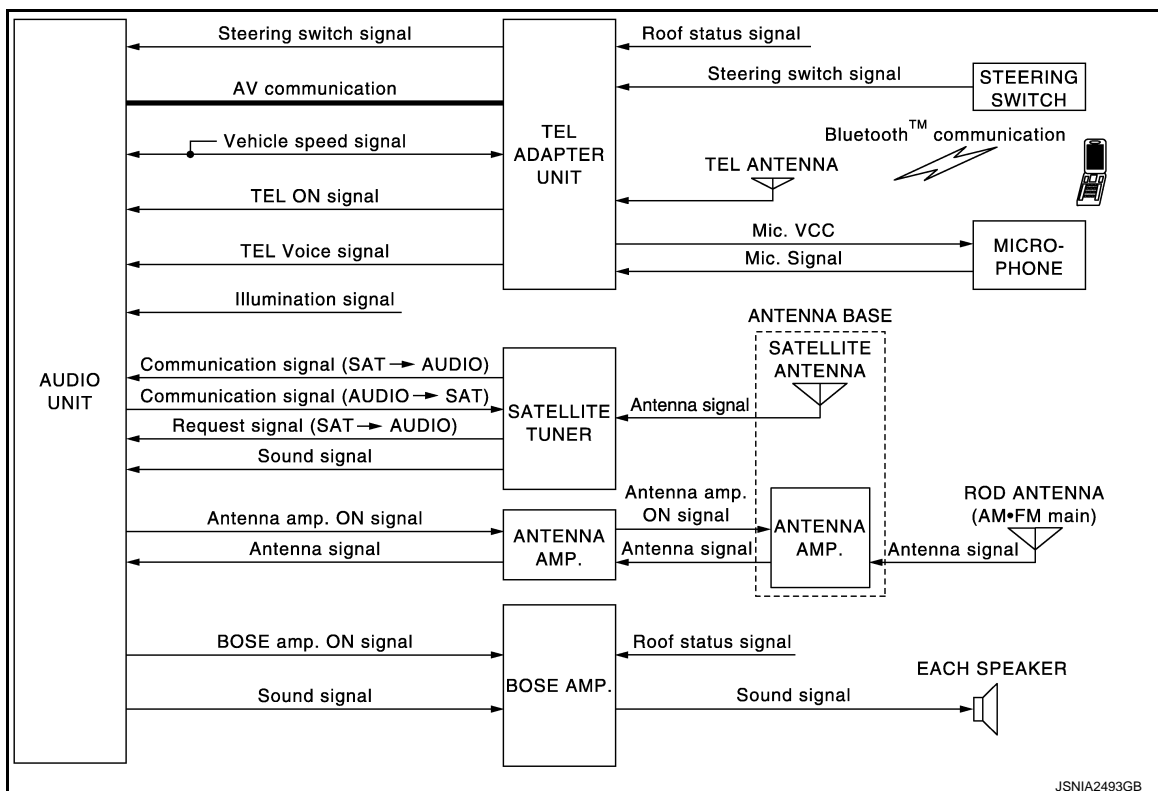 Steering switch signal
AV communication
Vehicle speed signal
TEL ON signal
TEL Voice signal
Illumination signal
TEL
ADAPTER
UNIT
Roof status signal
Steering switch signal
STEERING
SWITCH
Bluetooth™ communication
TEL ANTENNA
Mic. VCC
Mic. Signal
MICRO-
PHONE
AUDIO
UNIT
Communication signal (SAT → AUDIO)
Communication signal (AUDIO → SAT)
Request signal (SAT → AUDIO)
Sound signal
SATELLITE
TUNER
Antenna signal
ANTENNA BASE
SATELLITE
ANTENNA
Antenna amp. ON signal
Antenna signal
ANTENNA
AMP.
Antenna amp.
ON signal
Antenna signal
ANTENNA
AMP.
Antenna signal
ROD ANTENNA
(AM•FM main)
BOSE amp. ON signal
Sound signal
BOSE AMP.
Roof status signal
Sound signal
EACH SPEAKER
JSNIA2493GB